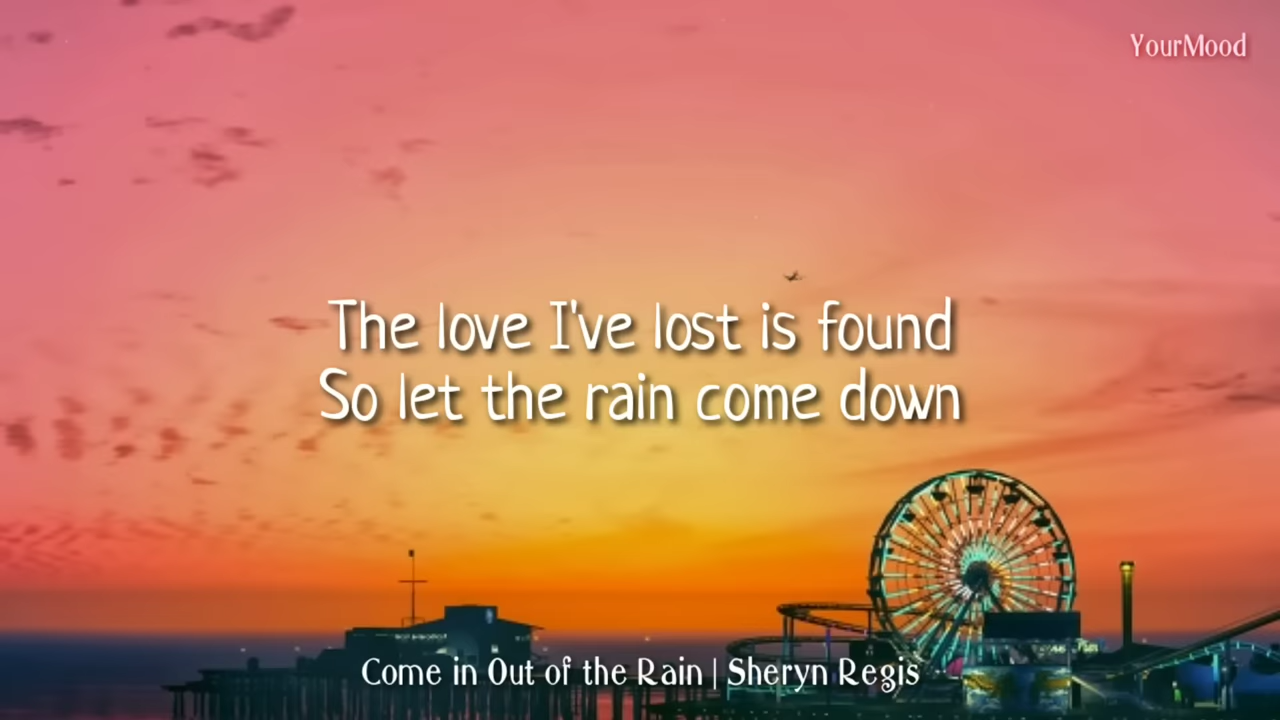 YourMood
The love I've lost is found
So let the rain come down
Come in Out of the Rain | Sheryn Regis